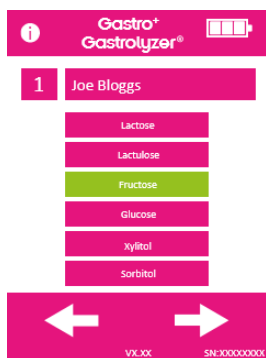 i
Gastro⁺
Gastrolyzer®
1 Joe Bloggs
Lactose
Lactulose
Fructose
Glucose
Xylitol
Sorbitol
VX.XX SN:XXXXXXXX